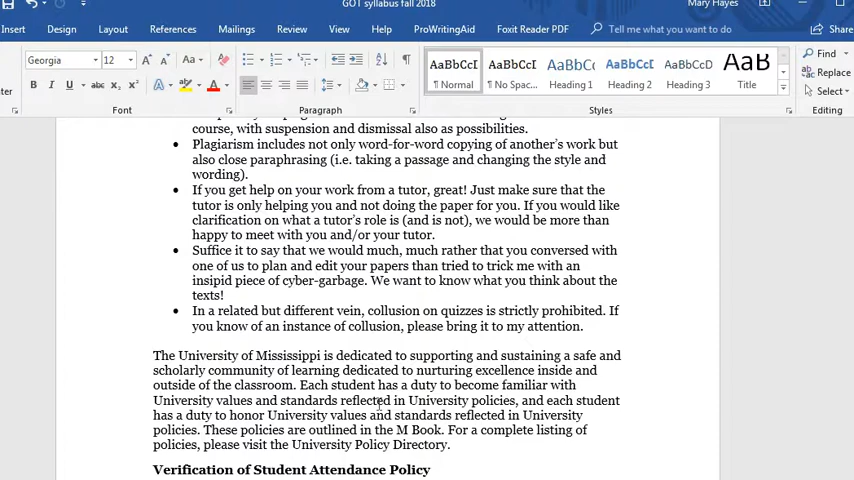 GOT syllabus fall 2018
Mary Hayes
Insert Design Layout References Mailings Review View Help ProWritingAid Foxit Reader PDF Tell me what you want to do Share
Georgia 12 Aa Find
AaBbCcI AaBbCcI AaBbCc AaBbCcI AaBbCcD AaBb
Replace
B I U abc x₂ x² A A
¶ Normal ¶ No Spac... Heading 1 Heading 2 Heading 3 Title
Select
Font Paragraph Styles Editing
course, with suspension and dismissal also as possibilities.
• Plagiarism includes not only word-for-word copying of another's work but
also close paraphrasing (i.e. taking a passage and changing the style and
wording).
• If you get help on your work from a tutor, great! Just make sure that the
tutor is only helping you and not doing the paper for you. If you would like
clarification on what a tutor's role is (and is not), we would be more than
happy to meet with you and/or your tutor.
• Suffice it to say that we would much, much rather that you conversed with
one of us to plan and edit your papers than tried to trick me with an
insipid piece of cyber-garbage. We want to know what you think about the
texts!
• In a related but different vein, collusion on quizzes is strictly prohibited. If
you know of an instance of collusion, please bring it to my attention.
The University of Mississippi is dedicated to supporting and sustaining a safe and
scholarly community of learning dedicated to nurturing excellence inside and
outside of the classroom. Each student has a duty to become familiar with
University values and standards reflected in University policies, and each student
has a duty to honor University values and standards reflected in University
policies. These policies are outlined in the M Book. For a complete listing of
policies, please visit the University Policy Directory.
Verification of Student Attendance Policy